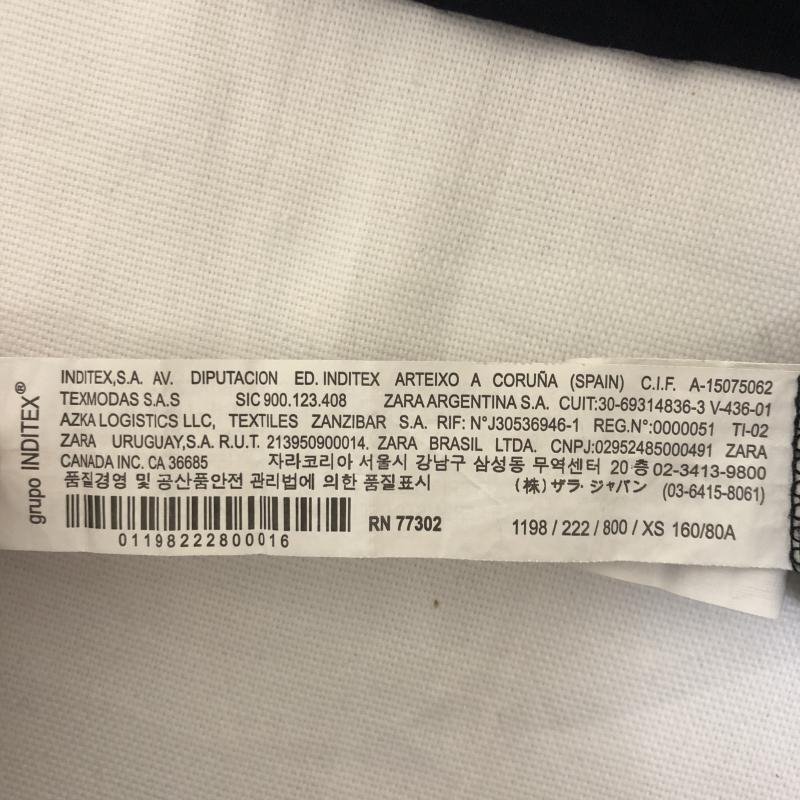 grupo INDITEX®
INDITEX,S.A. AV. DIPUTACION ED. INDITEX ARTEIXO A CORUÑA (SPAIN) C.I.F. A-15075062
TEXMODAS S.A.S SIC 900.123.408 ZARA ARGENTINA S.A. CUIT:30-69314836-3 V-436-01
AZKA LOGISTICS LLC, TEXTILES ZANZIBAR S.A. RIF: N°J30536946-1 REG.N°:0000051 TI-02
ZARA URUGUAY,S.A. R.U.T. 213950900014. ZARA BRASIL LTDA. CNPJ:02952485000491 ZARA
CANADA INC. CA 36685 자라코리아 서울시 강남구 삼성동 무역센터 20 층 02-3413-9800
품질경영 및 공산품안전 관리법에 의한 품질표시 (株) ザラ・ジャパン (03-6415-8061)
RN 77302 1198 / 222 / 800 / XS 160/80A
01198222800016